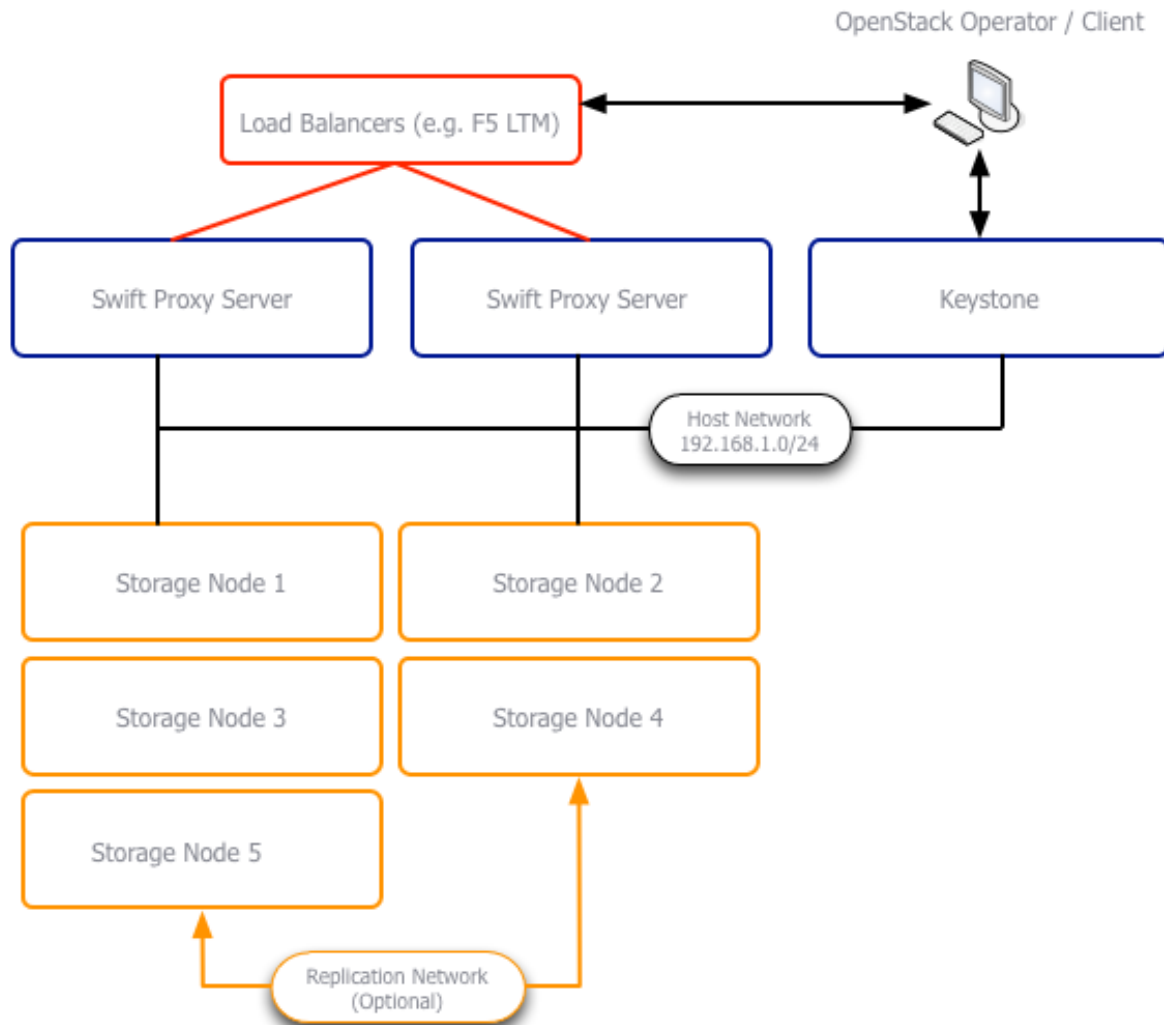 OpenStack Operator / Client
Load Balancers (e.g. F5 LTM)
Swift Proxy Server
Swift Proxy Server
Keystone
Host Network
192.168.1.0/24
Storage Node 1
Storage Node 2
Storage Node 3
Storage Node 4
Storage Node 5
Replication Network
(Optional)